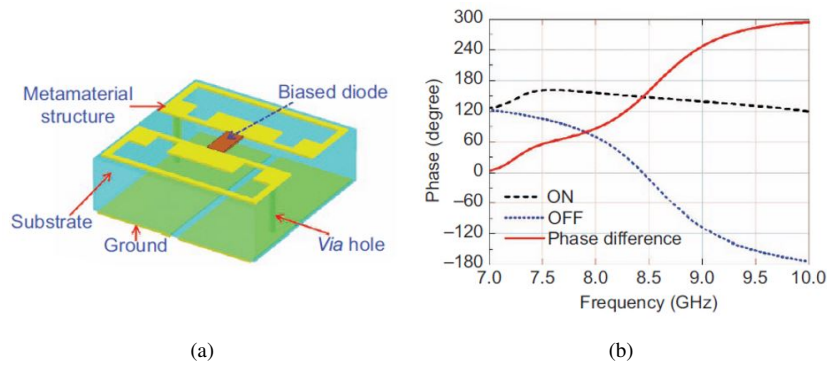 Metamaterial
structure
Biased diode
Substrate
Ground
Via hole
(a)
Phase (degree)
300
240
180
120
60
0
−60
−120
−180
ON
OFF
Phase difference
7.0 7.5 8.0 8.5 9.0 9.5 10.0
Frequency (GHz)
(b)